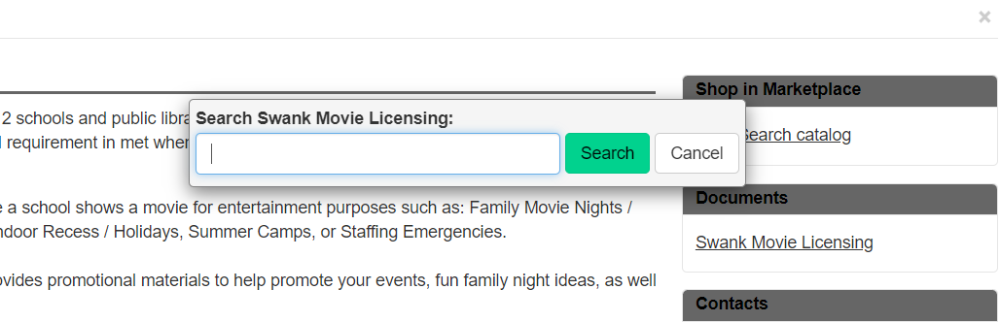 ×
Shop in Marketplace
2 schools and public libra
Search Swank Movie Licensing:
Search catalog
requirement in met wher
Search
Cancel
Documents
e a school shows a movie for entertainment purposes such as: Family Movie Nights /
ndoor Recess / Holidays, Summer Camps, or Staffing Emergencies.
Swank Movie Licensing
ovides promotional materials to help promote your events, fun family night ideas, as well
Contacts